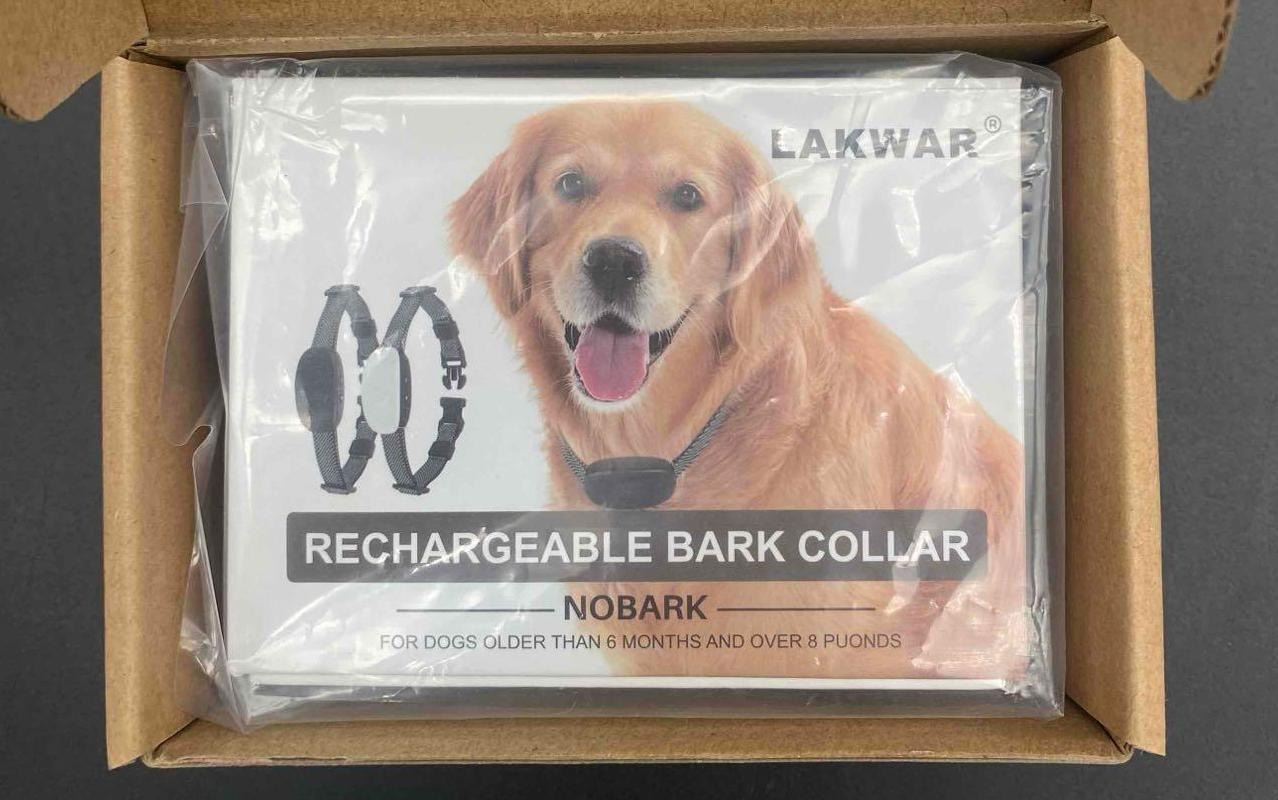 LAKWAR®
RECHARGEABLE BARK COLLAR
NOBARK
FOR DOGS OLDER THAN 6 MONTHS AND OVER 8 PUONDS